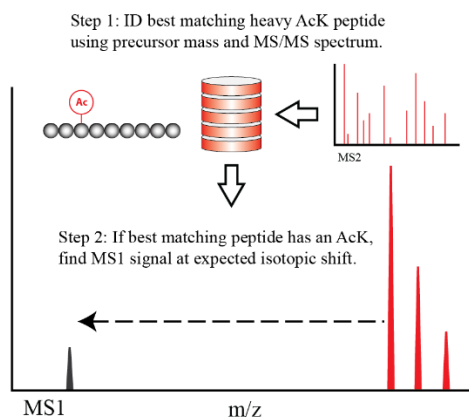 Step 1: ID best matching heavy AcK peptide
using precursor mass and MS/MS spectrum.
Ac
MS2
Step 2: If best matching peptide has an AcK,
find MS1 signal at expected isotopic shift.
MS1 m/z